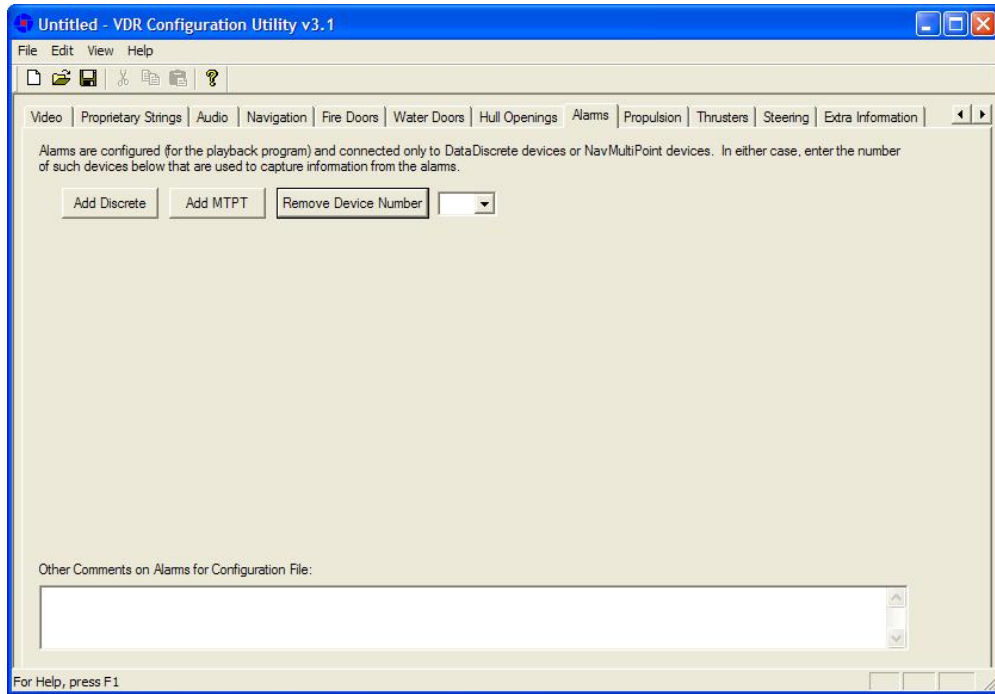 Untitled - VDR Configuration Utility v3.1
File Edit View Help
Video Proprietary Strings Audio Navigation Fire Doors Water Doors Hull Openings Alarms Propulsion Thrusters Steering Extra Information
Alarms are configured (for the playback program) and connected only to DataDiscrete devices or NavMultiPoint devices. In either case, enter the number
of such devices below that are used to capture information from the alarms.
Add Discrete Add MTPT Remove Device Number
Other Comments on Alarms for Configuration File:
For Help, press F1